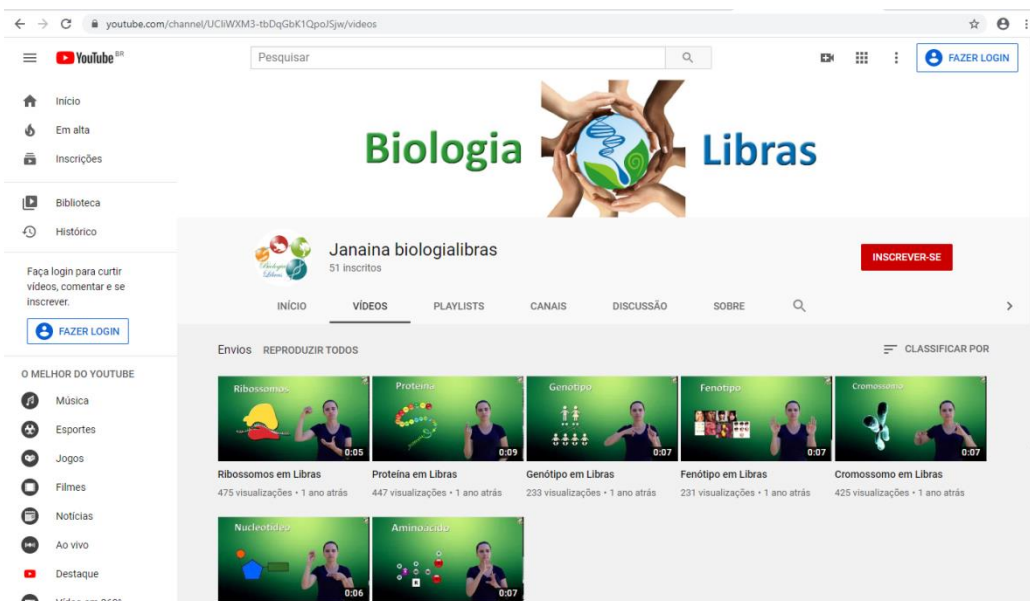 youtube.com/channel/UCIiWXM3-tbDqGbK1QpoJSjw/videos
YouTube BR
Pesquisar
FAZER LOGIN
Início
Em alta
Inscrições
Biblioteca
Histórico
Faça login para curtir
vídeos, comentar e se
inscrever.
FAZER LOGIN
O MELHOR DO YOUTUBE
Música
Esportes
Jogos
Filmes
Notícias
Ao vivo
Destaque
Biologia Libras
Biologia
Libras
Janaina biologialibras
51 inscritos
INSCREVER-SE
INÍCIO VÍDEOS PLAYLISTS CANAIS DISCUSSÃO SOBRE
Envios REPRODUZIR TODOS
CLASSIFICAR POR
Ribossomos
0:05
Ribossomos em Libras
475 visualizações • 1 ano atrás
Proteína
0:09
Proteína em Libras
447 visualizações • 1 ano atrás
Genótipo
0:07
Genótipo em Libras
233 visualizações • 1 ano atrás
Fenótipo
0:07
Fenótipo em Libras
231 visualizações • 1 ano atrás
Cromossomo
0:07
Cromossomo em Libras
425 visualizações • 1 ano atrás
Nucleotídeo
0:06
Aminoácido
0:07